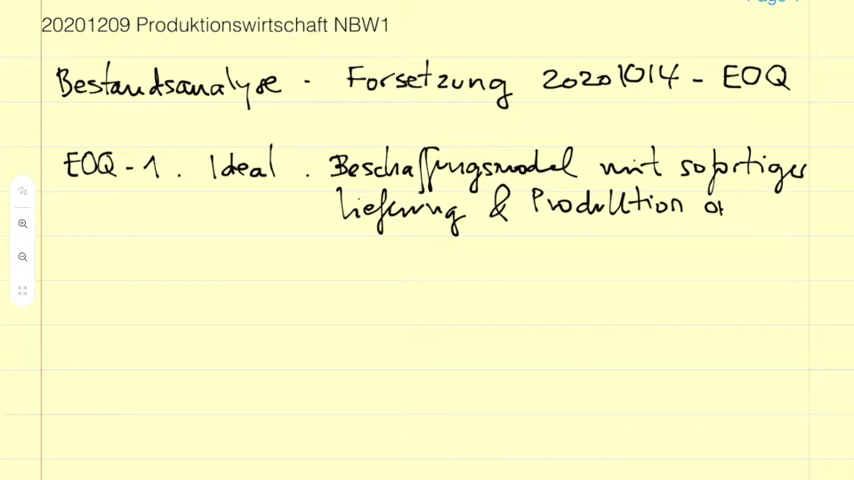 20201209 Produktionswirtschaft NBW1
Bestandsanalyse - Forsetzung 20201014 - EOQ
EOQ-1. Ideal. Beschaffungsmodel mit sofortiger
Lieferung & Produktion